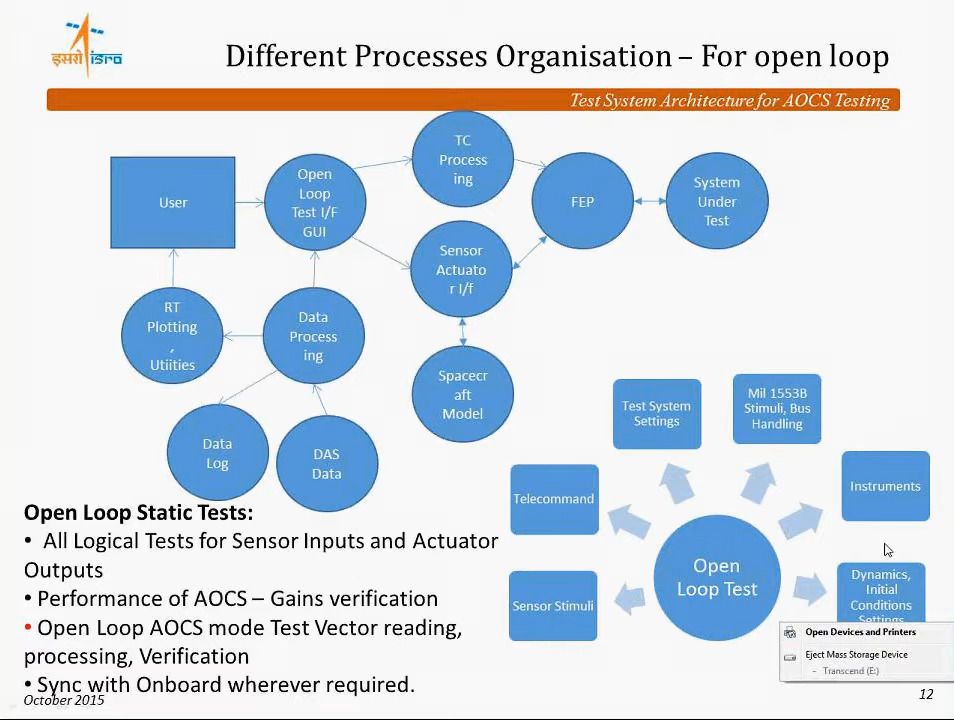 इसरो isro
Different Processes Organisation – For open loop
Test System Architecture for AOCS Testing
User
Open
Loop
Test I/F
GUI
TC
Process
ing
FEP
System
Under
Test
Sensor
Actuato
r I/f
RT
Plotting
,
Utiities
Data
Process
ing
Spacecr
aft
Model
Data
Log
DAS
Data
Test System
Settings
Mil 1553B
Stimuli, Bus
Handling
Telecommand
Instruments
Open
Loop Test
Sensor Stimuli
Dynamics,
Initial
Conditions
Settings
Open Loop Static Tests:
• All Logical Tests for Sensor Inputs and Actuator
Outputs
• Performance of AOCS – Gains verification
• Open Loop AOCS mode Test Vector reading,
processing, Verification
• Sync with Onboard wherever required.
October 2015
Open Devices and Printers
Eject Mass Storage Device
- Transcend (E:)
12